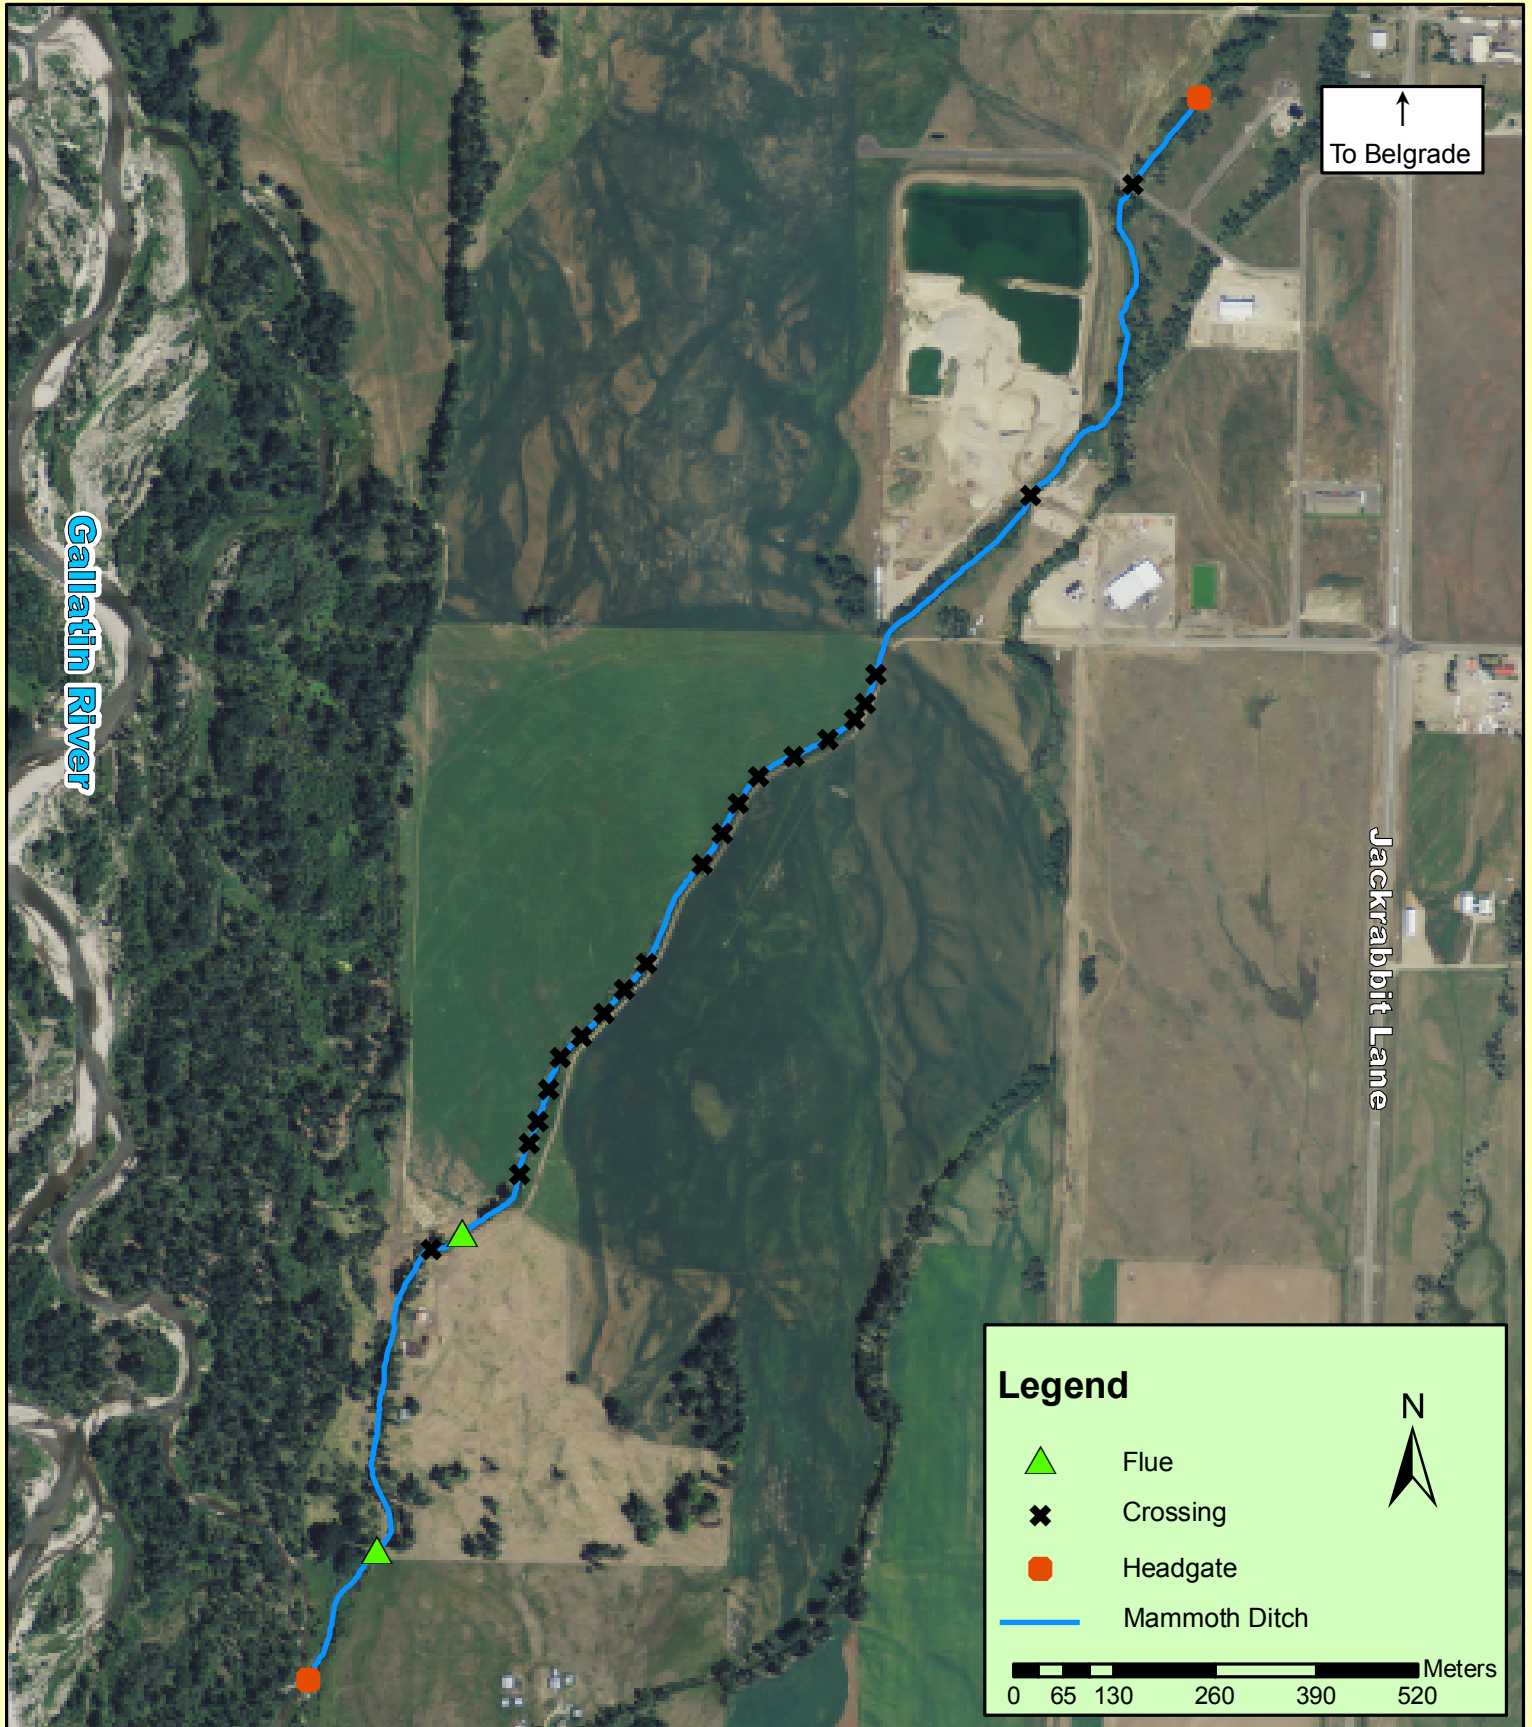 To Belgrade
Gallatin River
Jackrabbit Lane
Legend
N
Flue
Crossing
Headgate
Mammoth Ditch
Meters
0 65 130 260 390 520